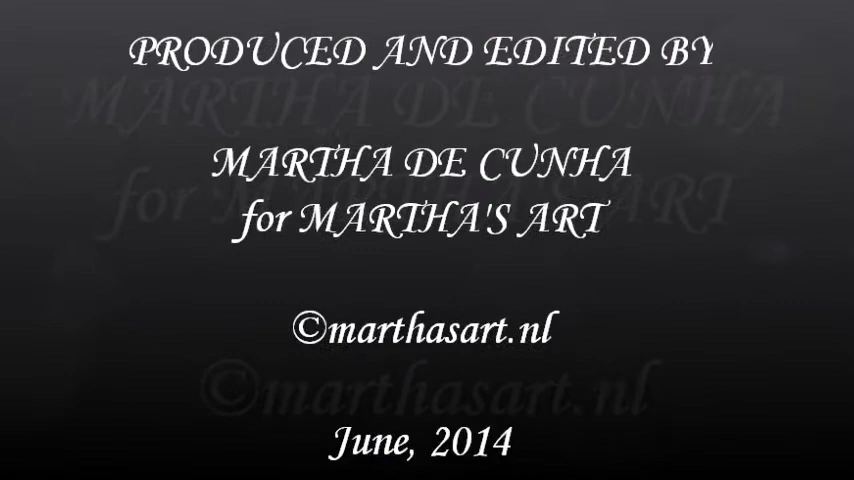 PRODUCED AND EDITED BY
MARTHA DE CUNHA
for MARTHA'S ART
©marthasart.nl
June, 2014